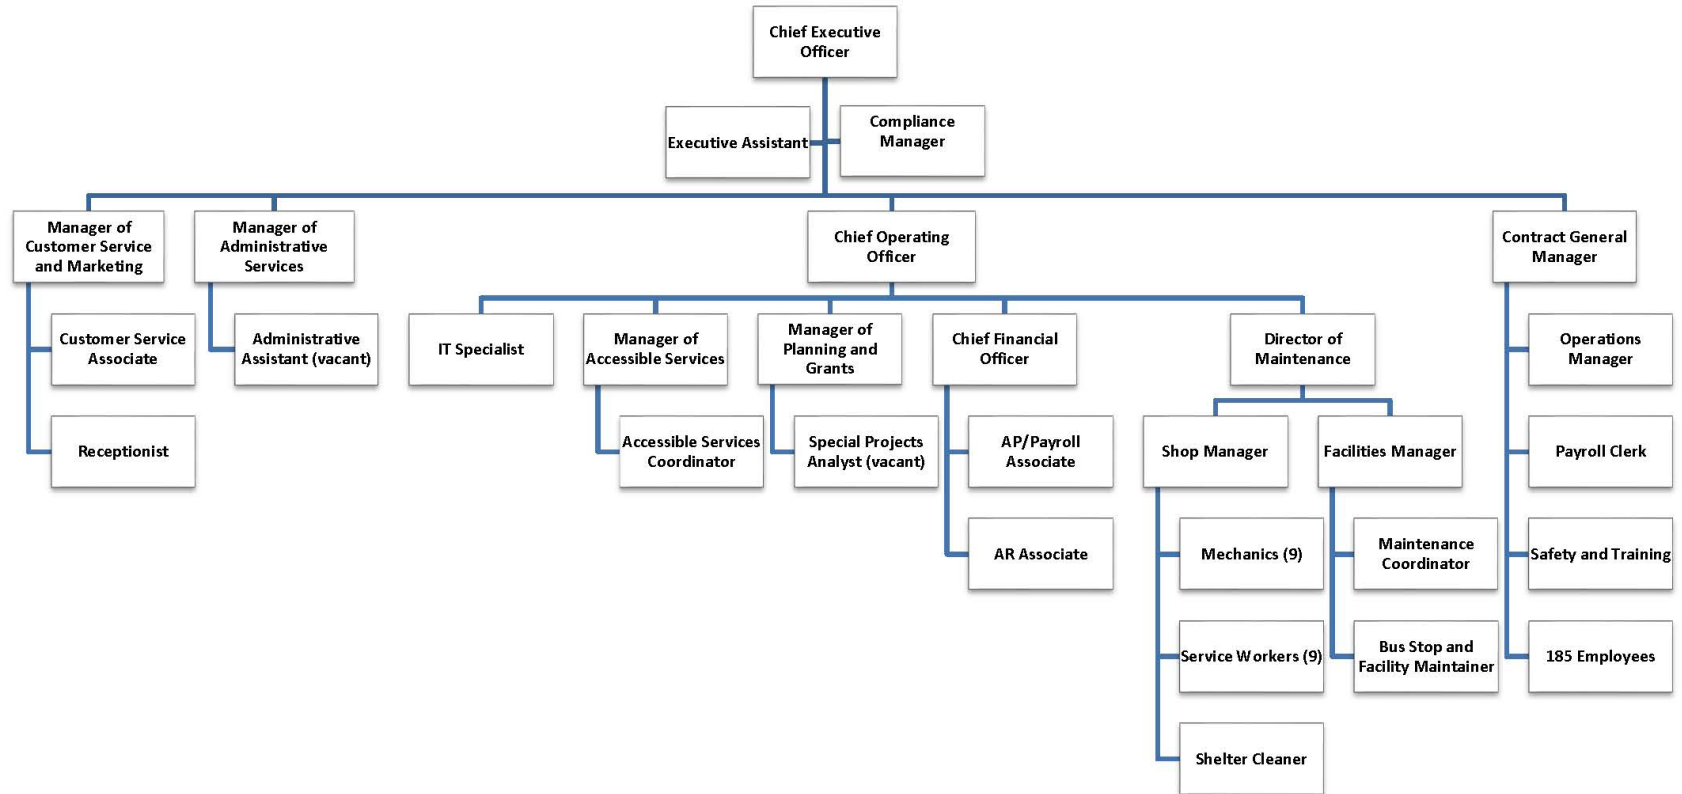 Chief Executive
Officer
Executive Assistant
Compliance
Manager
Manager of
Customer Service
and Marketing
Manager of
Administrative
Services
Chief Operating
Officer
Contract General
Manager
Customer Service
Associate
Administrative
Assistant (vacant)
IT Specialist
Manager of
Accessible Services
Manager of
Planning and
Grants
Chief Financial
Officer
Director of
Maintenance
Operations
Manager
Receptionist
Accessible Services
Coordinator
Special Projects
Analyst (vacant)
AP/Payroll
Associate
Shop Manager
Facilities Manager
Payroll Clerk
AR Associate
Mechanics (9)
Maintenance
Coordinator
Safety and Training
Service Workers (9)
Bus Stop and
Facility Maintainer
185 Employees
Shelter Cleaner